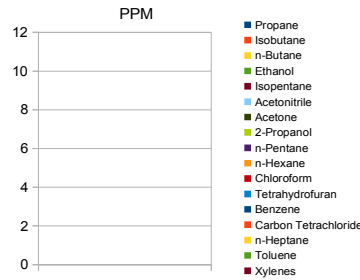 PPM
12
10
8
6
4
2
0
Propane
Isobutane
n-Butane
Ethanol
Isopentane
Acetonitrile
Acetone
2-Propanol
n-Pentane
n-Hexane
Chloroform
Tetrahydrofuran
Benzene
Carbon Tetrachloride
n-Heptane
Toluene
Xylenes